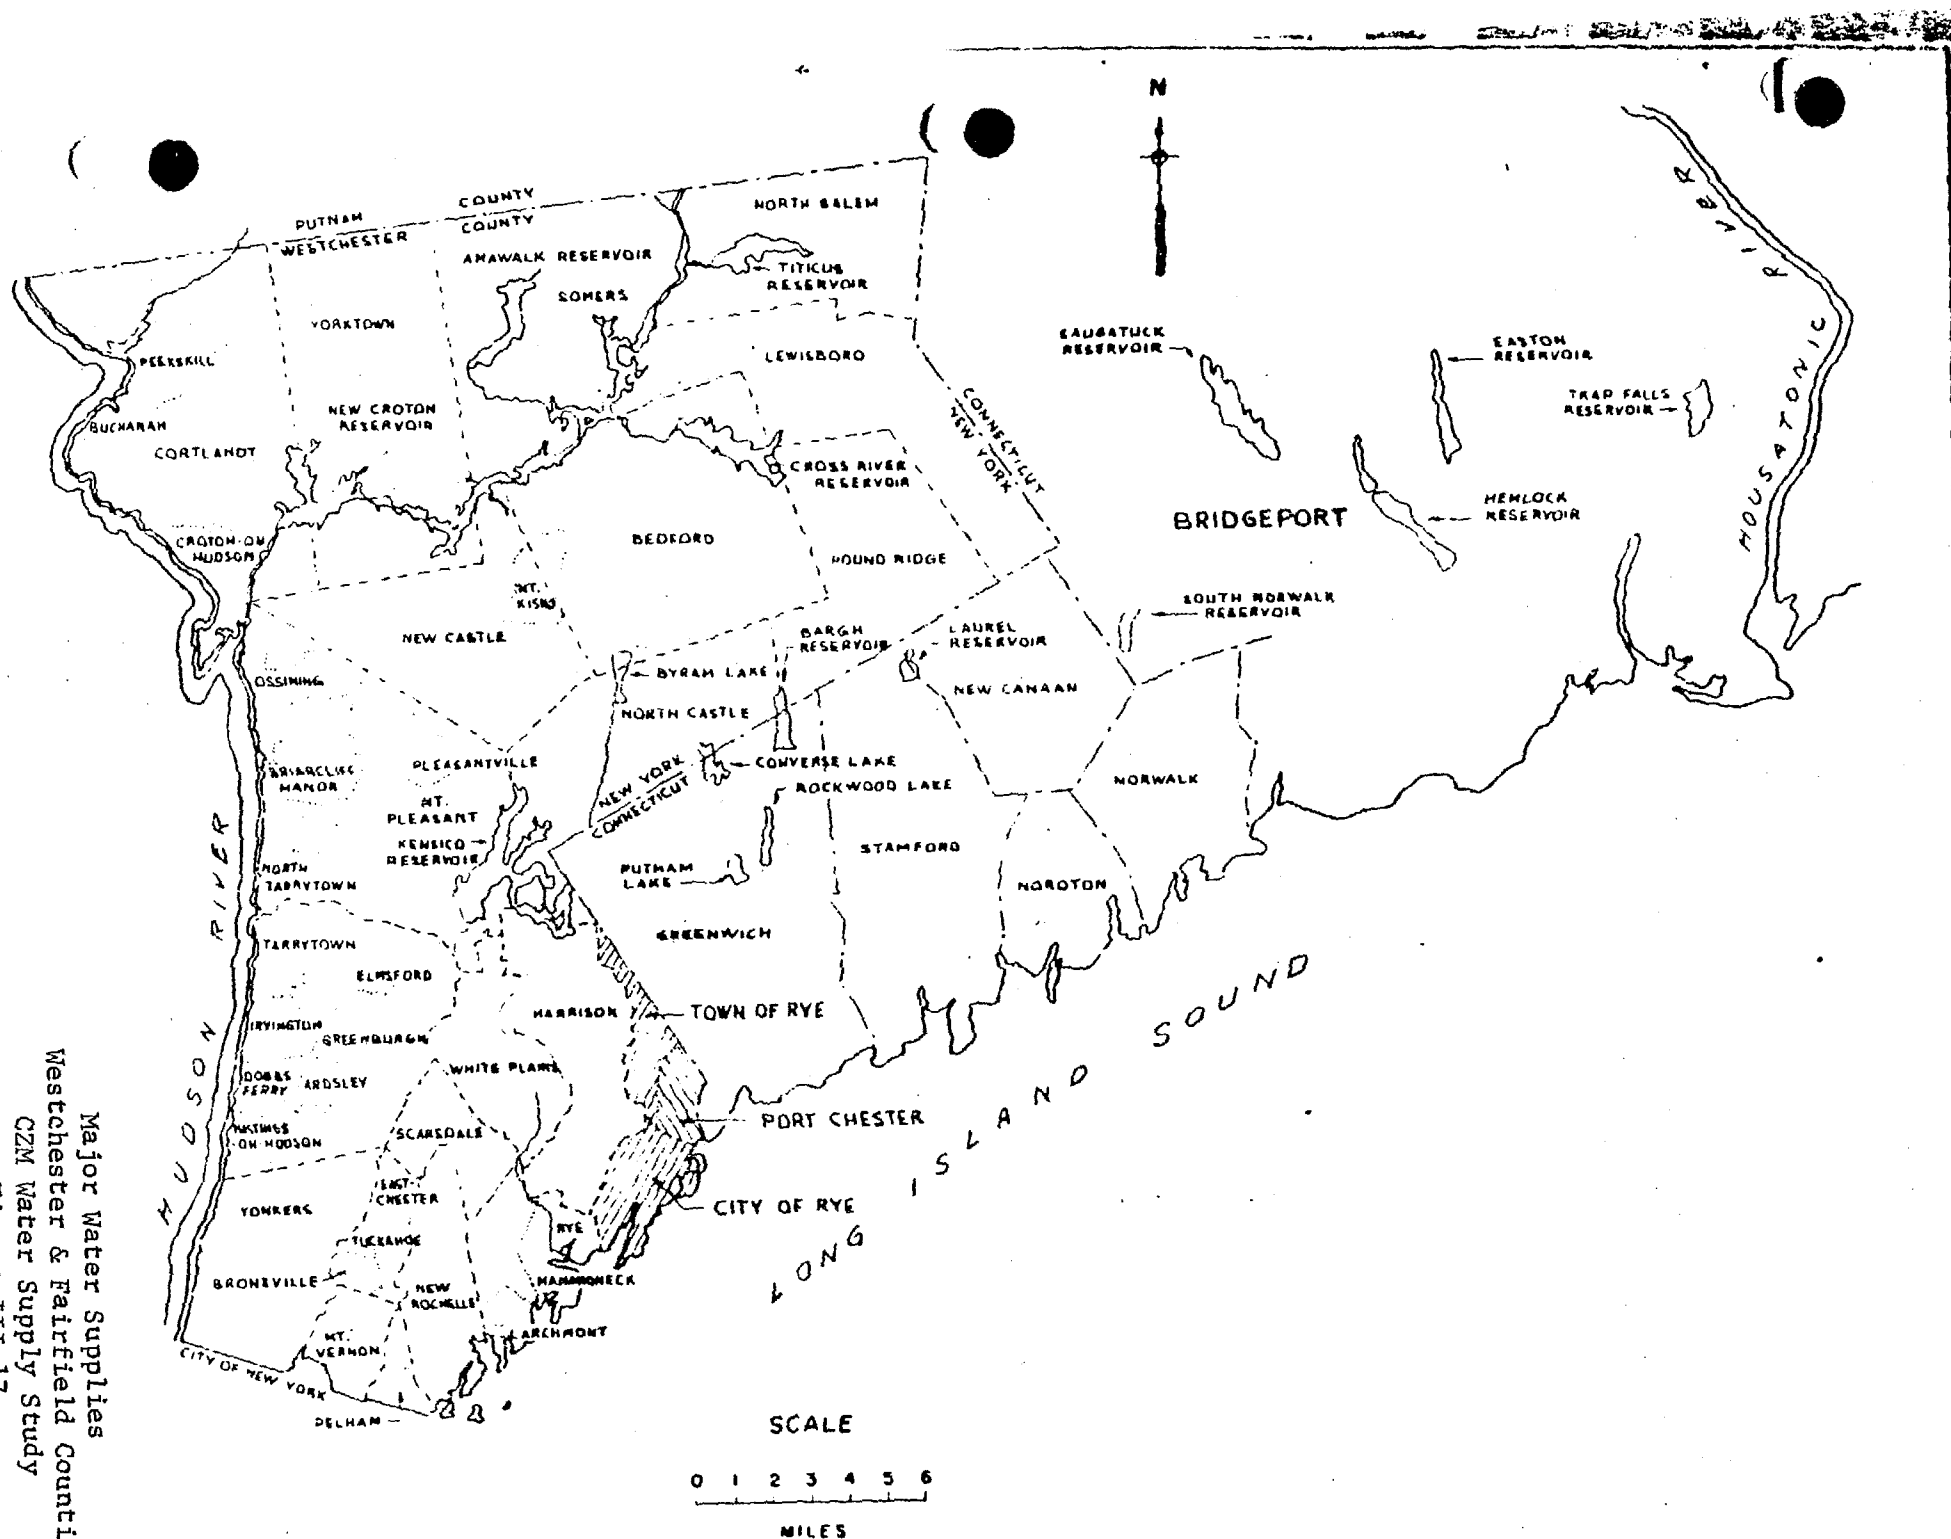 N
PUTNAM COUNTY
WESTCHESTER COUNTY
NORTH SALEM
AMAWALK RESERVOIR
SOMERS
TITICUS
RESERVOIR
YORKTOWN
PEEKSKILL
LEWISBORO
SAUGATUCK
RESERVOIR
EASTON
RESERVOIR
TRAP FALLS
RESERVOIR
HOUSATONIC RIVER
NEW CROTON
RESERVOIR
BUCHANAN
CORTLANDT
CONNECTICUT
NEW YORK
CROSS RIVER
RESERVOIR
HEMLOCK
RESERVOIR
BRIDGEPORT
CROTON-ON
HUDSON
BEDFORD
POUND RIDGE
MT.
KISKO
SOUTH NORWALK
RESERVOIR
NEW CASTLE
BARGH
RESERVOIR
LAUREL
RESERVOIR
OSSINING
BYRAM LAKE
NEW CANAAN
NORTH CASTLE
BRIARCLIFF
MANOR
PLEASANTVILLE
NEW YORK
CONNECTICUT
CONVERSE LAKE
ROCKWOOD LAKE
NORWALK
MT.
PLEASANT
KENSICO
RESERVOIR
STAMFORD
PUTNAM
LAKE
NORTH
TARRYTOWN
NOROTON
HUDSON RIVER
TARRYTOWN
GREENWICH
ELMSFORD
HARRISON
TOWN OF RYE
IRVINGTON
GREENBURGH
WHITE PLAINS
DOBBS
FERRY
ARDSLEY
PORT CHESTER
HASTINGS
ON-HUDSON
SCARSDALE
EAST-
CHESTER
YONKERS
CITY OF RYE
RYE
TUCKAHOE
LONG ISLAND SOUND
BRONXVILLE
NEW
ROCHELLE
MAMARONECK
LARCHMONT
MT.
VERNON
CITY OF NEW YORK
PELHAM
SCALE
0 1 2 3 4 5 6
MILES
Major Water Supplies
Westchester & Fairfield Counti
CZM Water Supply Study